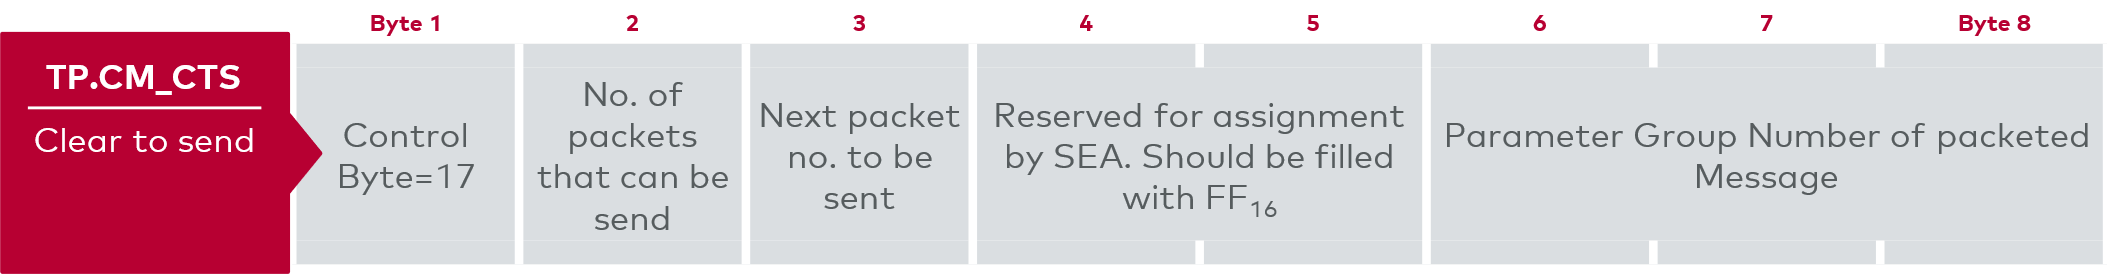 Byte 1 2 3 4 5 6 7 Byte 8
TP.CM_CTS
Clear to send
Control
Byte=17
No. of
packets
that can be
send
Next packet
no. to be
sent
Reserved for assignment
by SEA. Should be filled
with FF₁₆
Parameter Group Number of packeted
Message